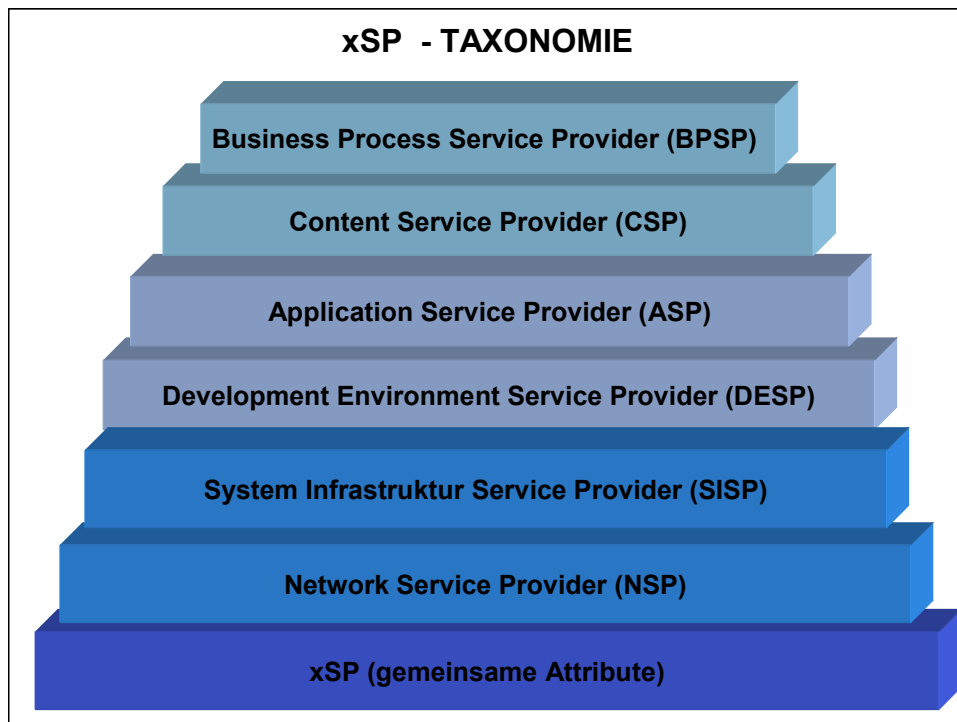 xSP - TAXONOMIE
Business Process Service Provider (BPSP)
Content Service Provider (CSP)
Application Service Provider (ASP)
Development Environment Service Provider (DESP)
System Infrastruktur Service Provider (SISP)
Network Service Provider (NSP)
xSP (gemeinsame Attribute)